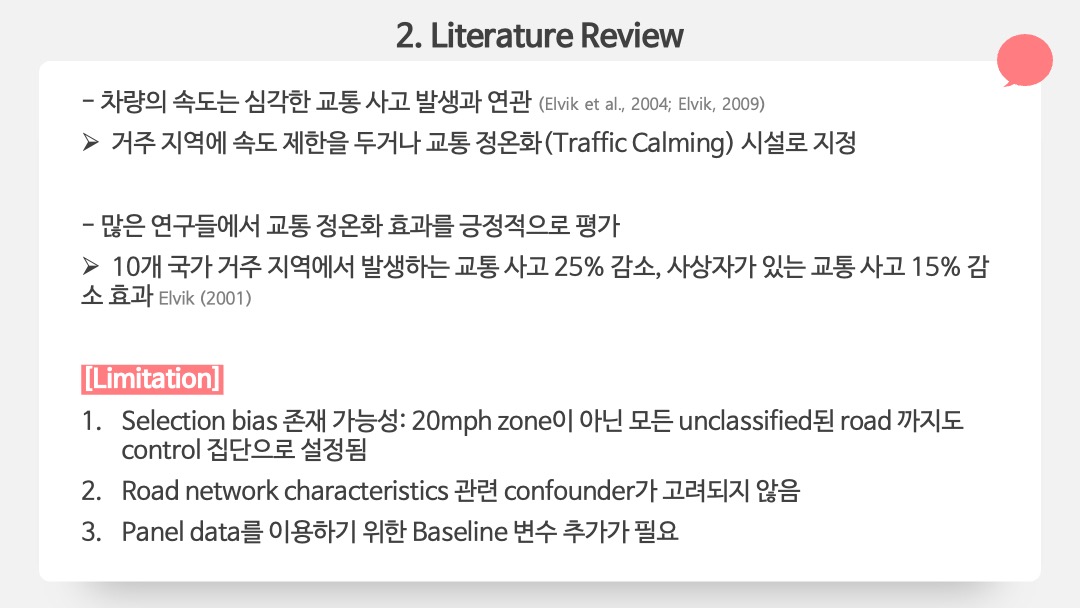 2. Literature Review
- 차량의 속도는 심각한 교통 사고 발생과 연관 (Elvik et al., 2004; Elvik, 2009)
➢ 거주 지역에 속도 제한을 두거나 교통 정온화(Traffic Calming) 시설로 지정
- 많은 연구들에서 교통 정온화 효과를 긍정적으로 평가
➢ 10개 국가 거주 지역에서 발생하는 교통 사고 25% 감소, 사상자가 있는 교통 사고 15% 감
소 효과 Elvik (2001)
[Limitation]
1. Selection bias 존재 가능성: 20mph zone이 아닌 모든 unclassified된 road 까지도
control 집단으로 설정됨
2. Road network characteristics 관련 confounder가 고려되지 않음
3. Panel data를 이용하기 위한 Baseline 변수 추가가 필요